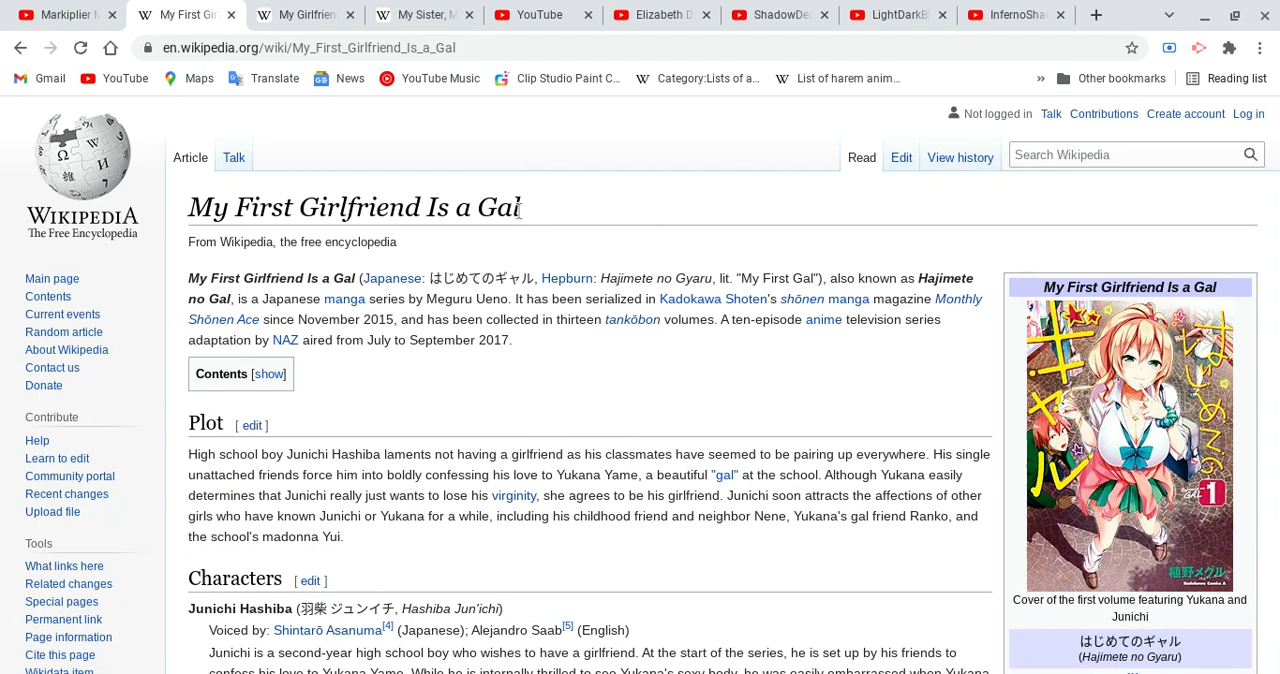 Markiplier M
My First Girl
My Girlfrien
My Sister, M
YouTube
Elizabeth D
ShadowDea
LightDarkBl
InfernoSha
en.wikipedia.org/wiki/My_First_Girlfriend_Is_a_Gal
Gmail
YouTube
Maps
Translate
News
YouTube Music
Clip Studio Paint C...
Category:Lists of a...
List of harem anim...
»
Other bookmarks
Reading list
Not logged in Talk Contributions Create account Log in
Article Talk
Read Edit View history
Search Wikipedia
WIKIPEDIA
The Free Encyclopedia
Main page
Contents
Current events
Random article
About Wikipedia
Contact us
Donate
Contribute
Help
Learn to edit
Community portal
Recent changes
Upload file
Tools
What links here
Related changes
Special pages
Permanent link
Page information
Cite this page
Wikidata item
My First Girlfriend Is a Gal
From Wikipedia, the free encyclopedia
My First Girlfriend Is a Gal (Japanese: はじめてのギャル, Hepburn: Hajimete no Gyaru, lit. "My First Gal"), also known as Hajimete
no Gal, is a Japanese manga series by Meguru Ueno. It has been serialized in Kadokawa Shoten's shōnen manga magazine Monthly
Shōnen Ace since November 2015, and has been collected in thirteen tankōbon volumes. A ten-episode anime television series
adaptation by NAZ aired from July to September 2017.
Contents [show]
Plot [ edit ]
High school boy Junichi Hashiba laments not having a girlfriend as his classmates have seemed to be pairing up everywhere. His single
unattached friends force him into boldly confessing his love to Yukana Yame, a beautiful "gal" at the school. Although Yukana easily
determines that Junichi really just wants to lose his virginity, she agrees to be his girlfriend. Junichi soon attracts the affections of other
girls who have known Junichi or Yukana for a while, including his childhood friend and neighbor Nene, Yukana's gal friend Ranko, and
the school's madonna Yui.
Characters [ edit ]
Junichi Hashiba (羽柴 ジュンイチ, Hashiba Jun'ichi)
Voiced by: Shintarō Asanuma[4] (Japanese); Alejandro Saab[5] (English)
Junichi is a second-year high school boy who wishes to have a girlfriend. At the start of the series, he is set up by his friends to
confess his love to Yukana Yame. While he is internally thrilled to see Yukana's sexy body, he was easily embarrassed when Yukana
My First Girlfriend Is a Gal
はじめての
ギャル
GAL 1
植野メグル
Cover of the first volume featuring Yukana and
Junichi
はじめてのギャル
(Hajimete no Gyaru)